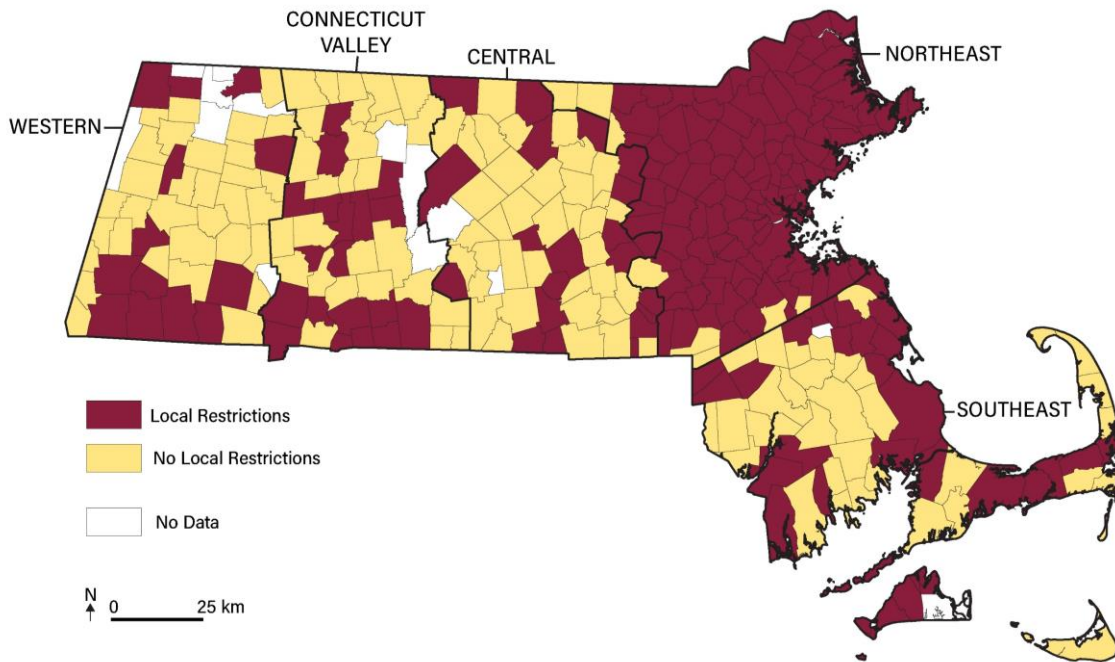 CONNECTICUT
VALLEY
CENTRAL
NORTHEAST
WESTERN
SOUTHEAST
Local Restrictions
No Local Restrictions
No Data
N
0 25 km